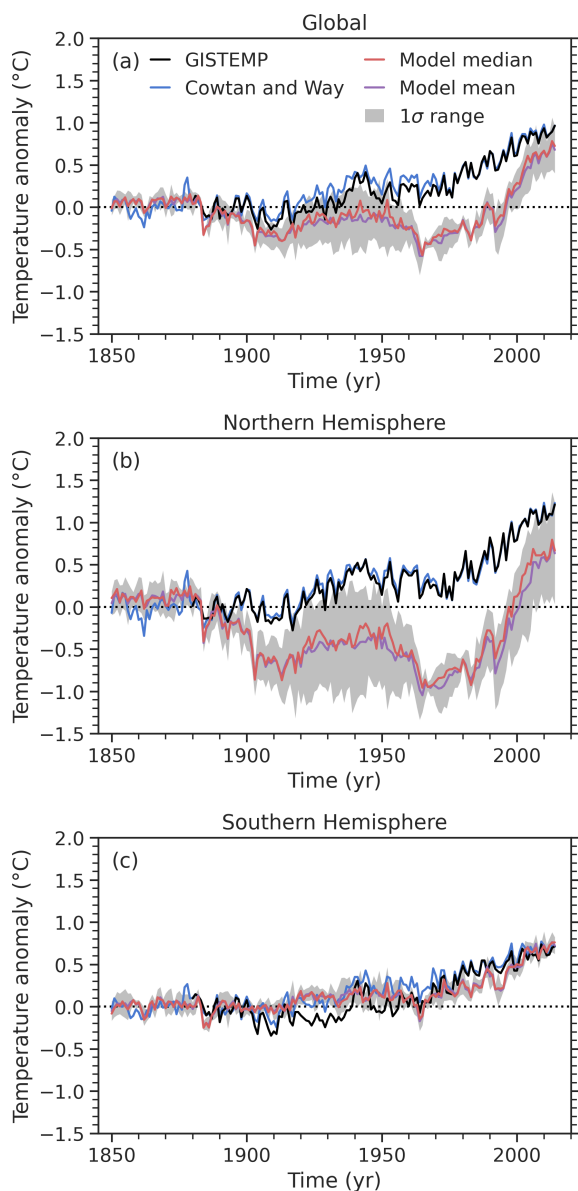 Global
(a)
GISTEMP
Cowtan and Way
Model median
Model mean
1σ range
Temperature anomaly (°C)
2.0
1.5
1.0
0.5
0.0
−0.5
−1.0
−1.5
1850 1900 1950 2000
Time (yr)
Northern Hemisphere
(b)
Temperature anomaly (°C)
2.0
1.5
1.0
0.5
0.0
−0.5
−1.0
−1.5
1850 1900 1950 2000
Time (yr)
Southern Hemisphere
(c)
Temperature anomaly (°C)
2.0
1.5
1.0
0.5
0.0
−0.5
−1.0
−1.5
1850 1900 1950 2000
Time (yr)